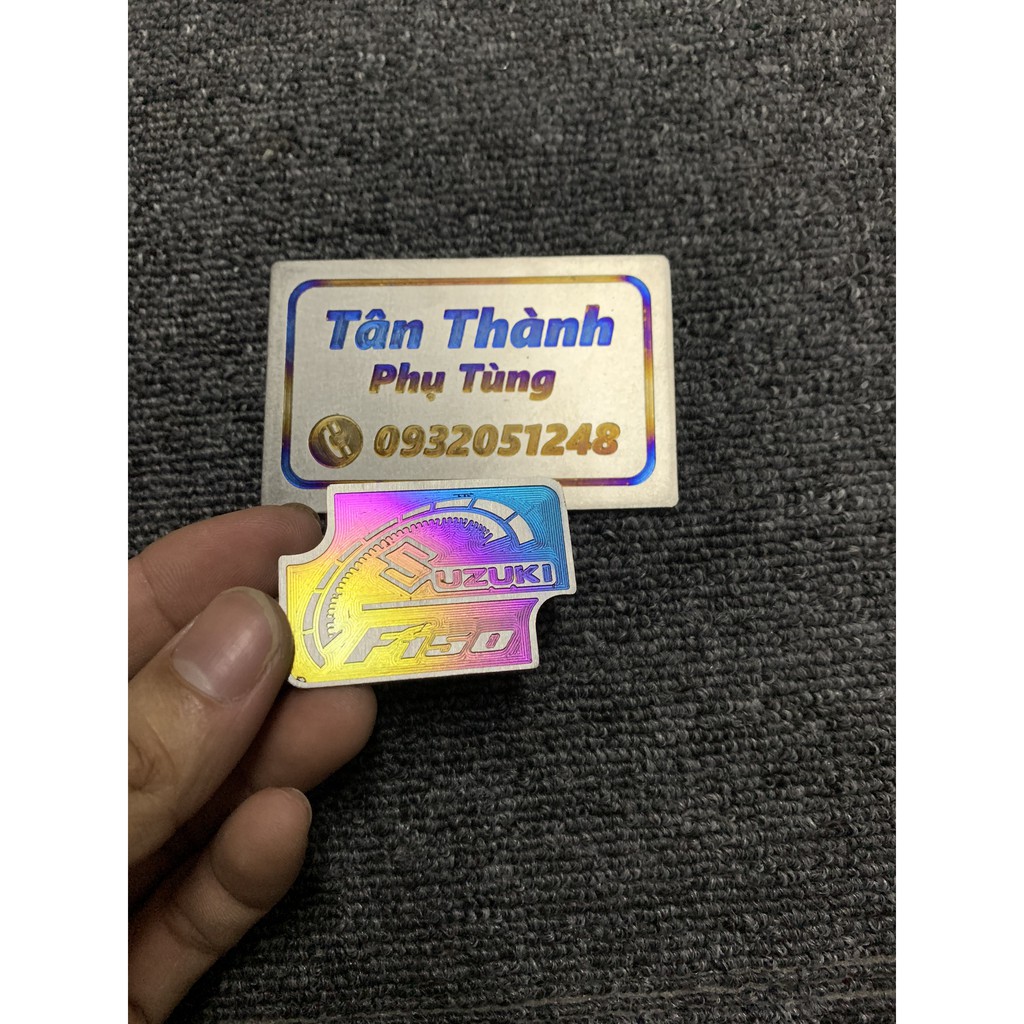 Tân Thành
Phụ Tùng
0932051248
SUZUKI
F150